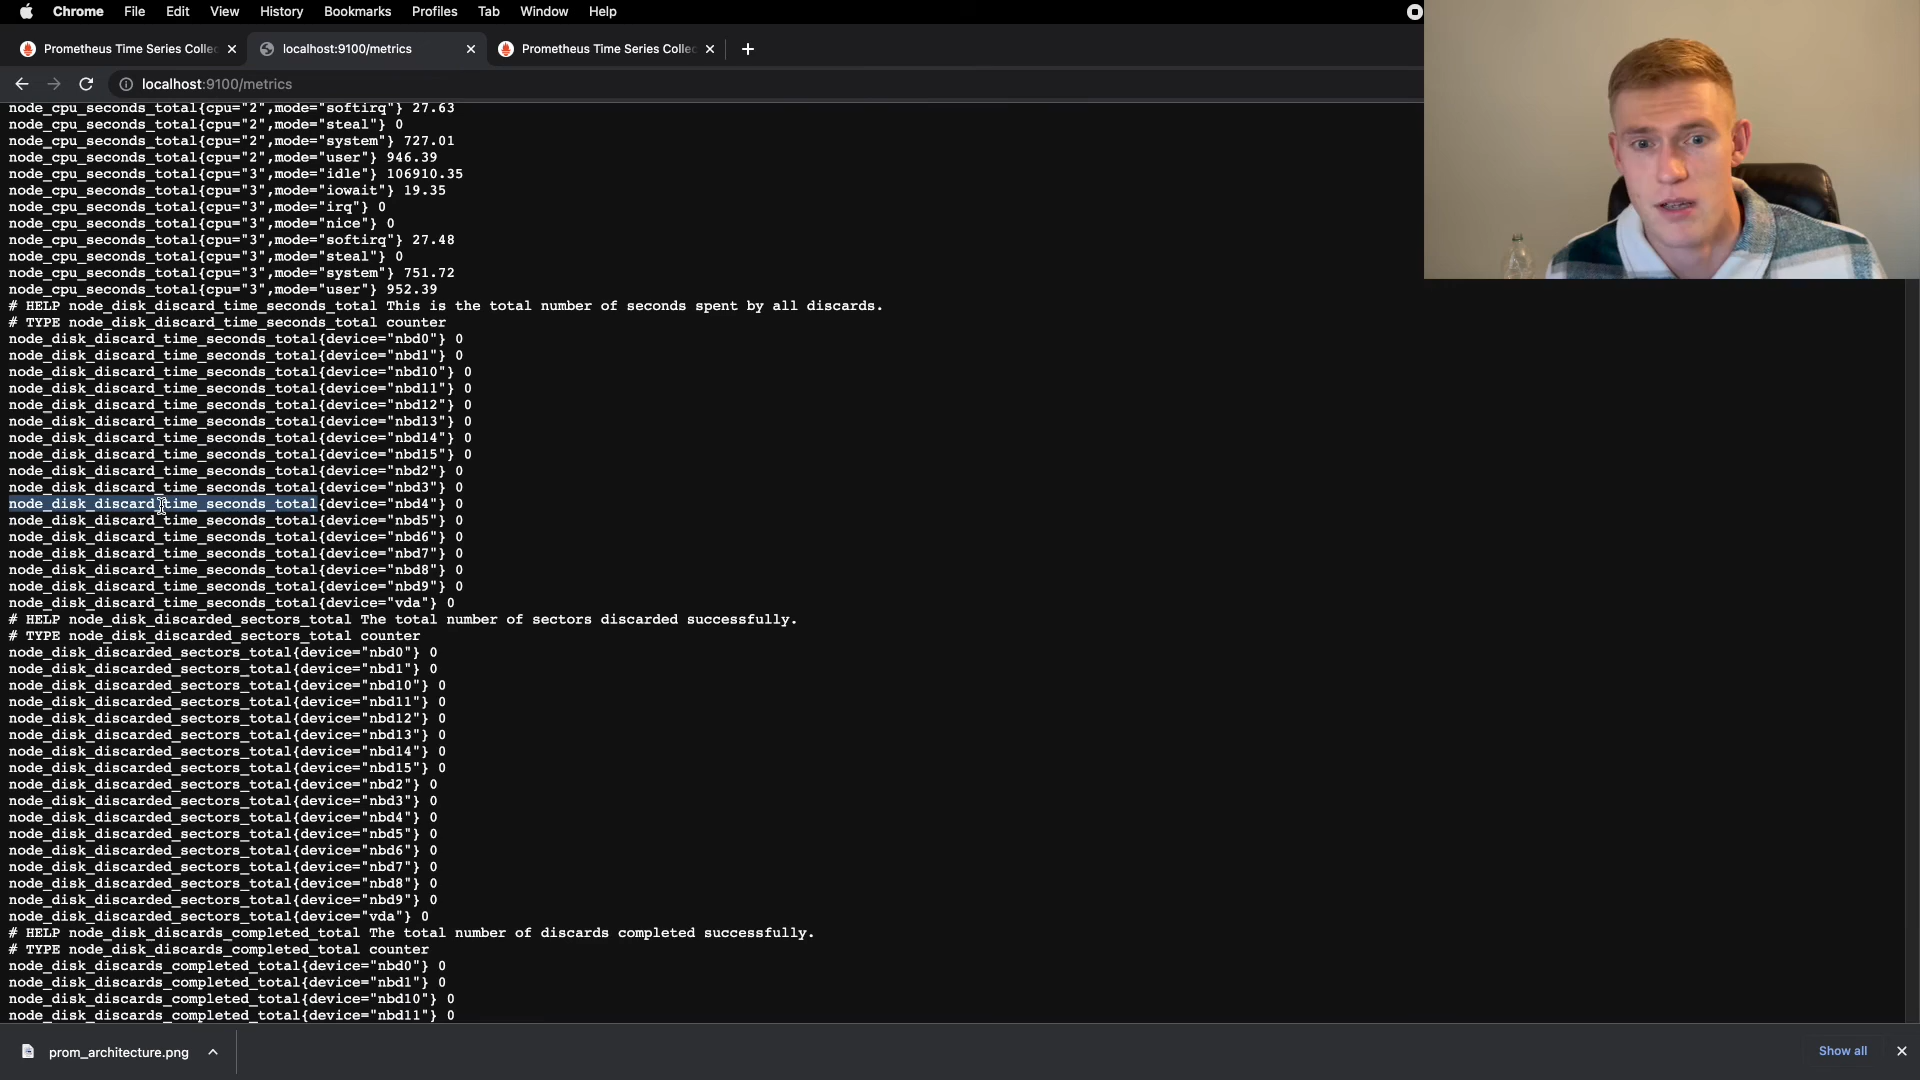 Chrome File Edit View History Bookmarks Profiles Tab Window Help
Prometheus Time Series Colle localhost:9100/metrics Prometheus Time Series Colle
localhost:9100/metrics
node_cpu_seconds_total{cpu="2",mode="softirq"} 27.63
node_cpu_seconds_total{cpu="2",mode="steal"} 0
node_cpu_seconds_total{cpu="2",mode="system"} 727.01
node_cpu_seconds_total{cpu="2",mode="user"} 946.39
node_cpu_seconds_total{cpu="3",mode="idle"} 106910.35
node_cpu_seconds_total{cpu="3",mode="iowait"} 19.35
node_cpu_seconds_total{cpu="3",mode="irq"} 0
node_cpu_seconds_total{cpu="3",mode="nice"} 0
node_cpu_seconds_total{cpu="3",mode="softirq"} 27.48
node_cpu_seconds_total{cpu="3",mode="steal"} 0
node_cpu_seconds_total{cpu="3",mode="system"} 751.72
node_cpu_seconds_total{cpu="3",mode="user"} 952.39
# HELP node_disk_discard_time_seconds_total This is the total number of seconds spent by all discards.
# TYPE node_disk_discard_time_seconds_total counter
node_disk_discard_time_seconds_total{device="nbd0"} 0
node_disk_discard_time_seconds_total{device="nbd1"} 0
node_disk_discard_time_seconds_total{device="nbd10"} 0
node_disk_discard_time_seconds_total{device="nbd11"} 0
node_disk_discard_time_seconds_total{device="nbd12"} 0
node_disk_discard_time_seconds_total{device="nbd13"} 0
node_disk_discard_time_seconds_total{device="nbd14"} 0
node_disk_discard_time_seconds_total{device="nbd15"} 0
node_disk_discard_time_seconds_total{device="nbd2"} 0
node_disk_discard_time_seconds_total{device="nbd3"} 0
node_disk_discard_time_seconds_total{device="nbd4"} 0
node_disk_discard_time_seconds_total{device="nbd5"} 0
node_disk_discard_time_seconds_total{device="nbd6"} 0
node_disk_discard_time_seconds_total{device="nbd7"} 0
node_disk_discard_time_seconds_total{device="nbd8"} 0
node_disk_discard_time_seconds_total{device="nbd9"} 0
node_disk_discard_time_seconds_total{device="vda"} 0
# HELP node_disk_discarded_sectors_total The total number of sectors discarded successfully.
# TYPE node_disk_discarded_sectors_total counter
node_disk_discarded_sectors_total{device="nbd0"} 0
node_disk_discarded_sectors_total{device="nbd1"} 0
node_disk_discarded_sectors_total{device="nbd10"} 0
node_disk_discarded_sectors_total{device="nbd11"} 0
node_disk_discarded_sectors_total{device="nbd12"} 0
node_disk_discarded_sectors_total{device="nbd13"} 0
node_disk_discarded_sectors_total{device="nbd14"} 0
node_disk_discarded_sectors_total{device="nbd15"} 0
node_disk_discarded_sectors_total{device="nbd2"} 0
node_disk_discarded_sectors_total{device="nbd3"} 0
node_disk_discarded_sectors_total{device="nbd4"} 0
node_disk_discarded_sectors_total{device="nbd5"} 0
node_disk_discarded_sectors_total{device="nbd6"} 0
node_disk_discarded_sectors_total{device="nbd7"} 0
node_disk_discarded_sectors_total{device="nbd8"} 0
node_disk_discarded_sectors_total{device="nbd9"} 0
node_disk_discarded_sectors_total{device="vda"} 0
# HELP node_disk_discards_completed_total The total number of discards completed successfully.
# TYPE node_disk_discards_completed_total counter
node_disk_discards_completed_total{device="nbd0"} 0
node_disk_discards_completed_total{device="nbd1"} 0
node_disk_discards_completed_total{device="nbd10"} 0
node_disk_discards_completed_total{device="nbd11"} 0
prom_architecture.png Show all